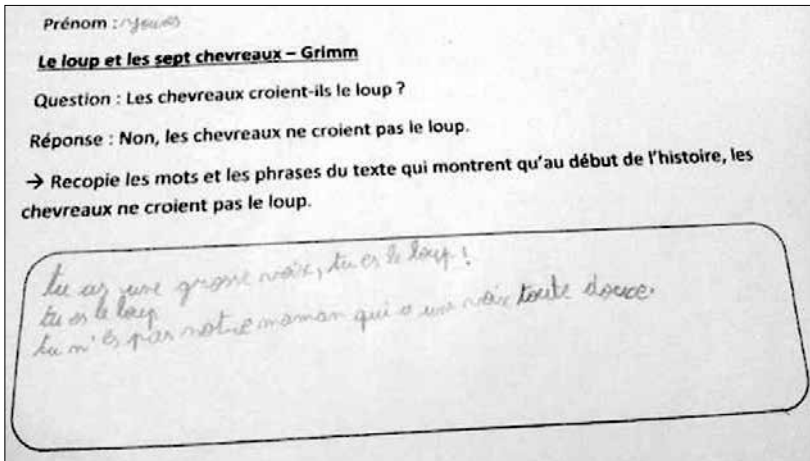 Prénom :
Le loup et les sept chevreaux – Grimm
Question : Les chevreaux croient-ils le loup ?
Réponse : Non, les chevreaux ne croient pas le loup.
→ Recopie les mots et les phrases du texte qui montrent qu'au début de l'histoire, les
chevreaux ne croient pas le loup.
tu as une grosse voix, tu es le loup !
tu es le loup
tu n'es pas notre maman qui a une voix toute douce.